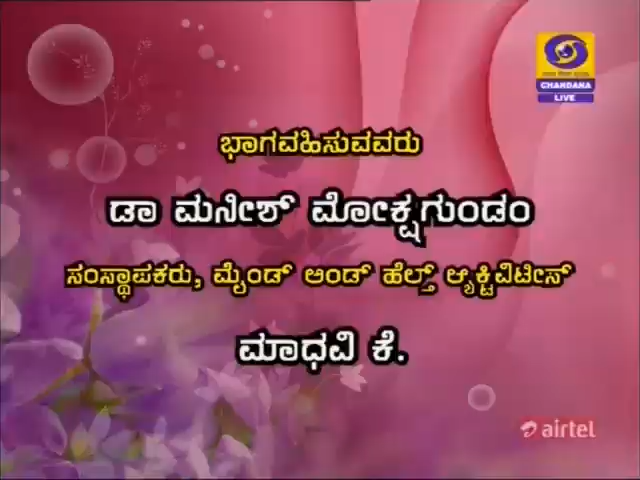 CHANDANA
LIVE
ಭಾಗವಹಿಸುವವರು
ಡಾ ಮನೀಶ್ ಮೋಕ್ಷಗುಂಡಂ
ಸಂಸ್ಥಾಪಕರು, ಮೈಂಡ್ ಅಂಡ್ ಹೆಲ್ತ್ ಆ್ಯಕ್ಟಿವಿಟೀಸ್
ಮಾಧವಿ ಕೆ.
airtel